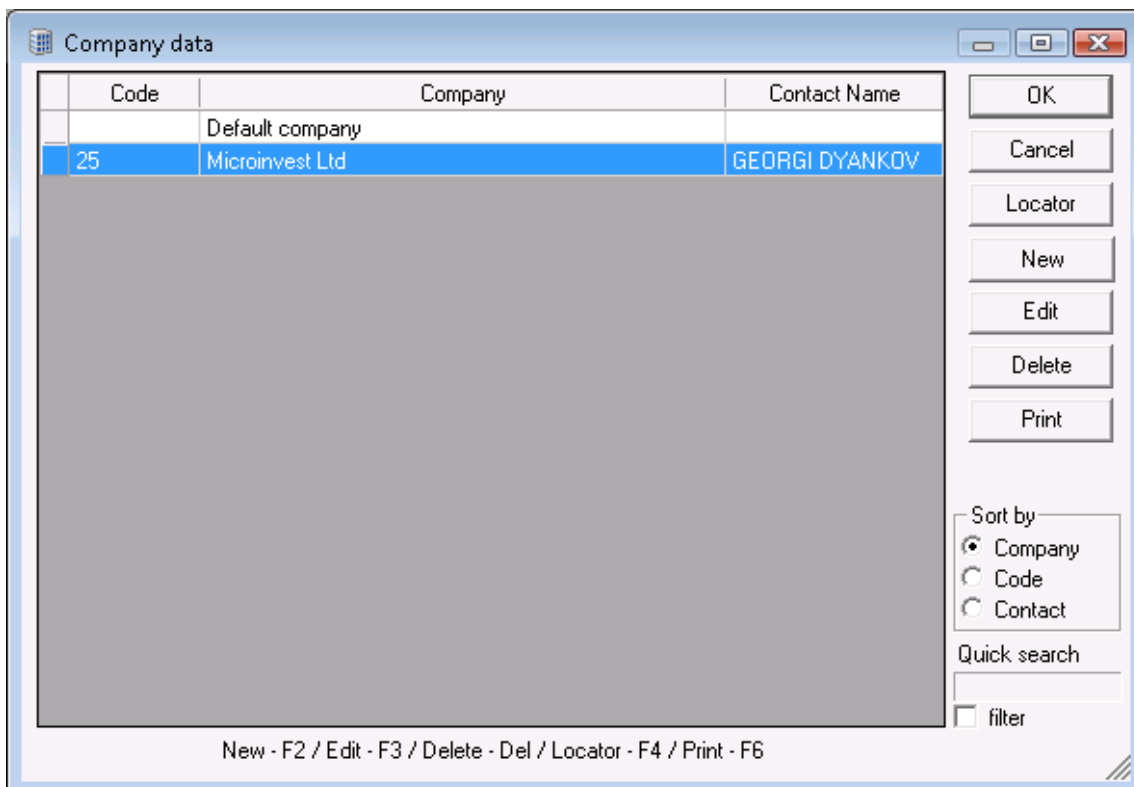 Company data
Code Company Contact Name
Default company
25 Microinvest Ltd GEORGI DYANKOV
OK
Cancel
Locator
New
Edit
Delete
Print
Sort by
Company
Code
Contact
Quick search
filter
New - F2 / Edit - F3 / Delete - Del / Locator - F4 / Print - F6